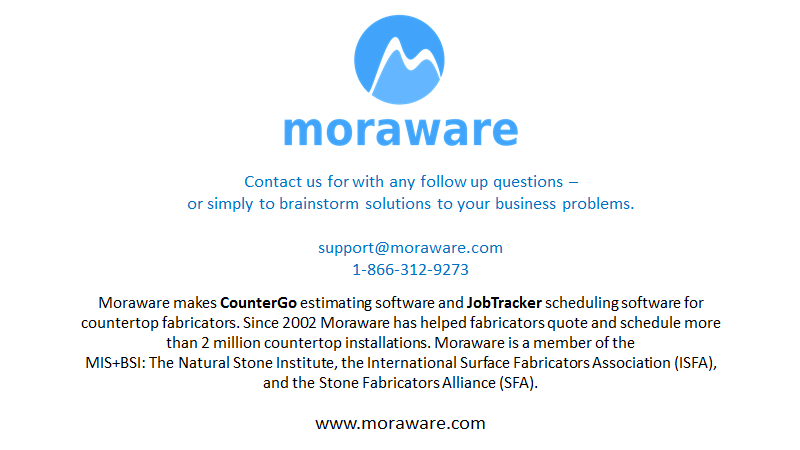 moraware
Contact us for with any follow up questions –
or simply to brainstorm solutions to your business problems.
support@moraware.com
1-866-312-9273
Moraware makes CounterGo estimating software and JobTracker scheduling software for
countertop fabricators. Since 2002 Moraware has helped fabricators quote and schedule more
than 2 million countertop installations. Moraware is a member of the
MIS+BSI: The Natural Stone Institute, the International Surface Fabricators Association (ISFA),
and the Stone Fabricators Alliance (SFA).
www.moraware.com